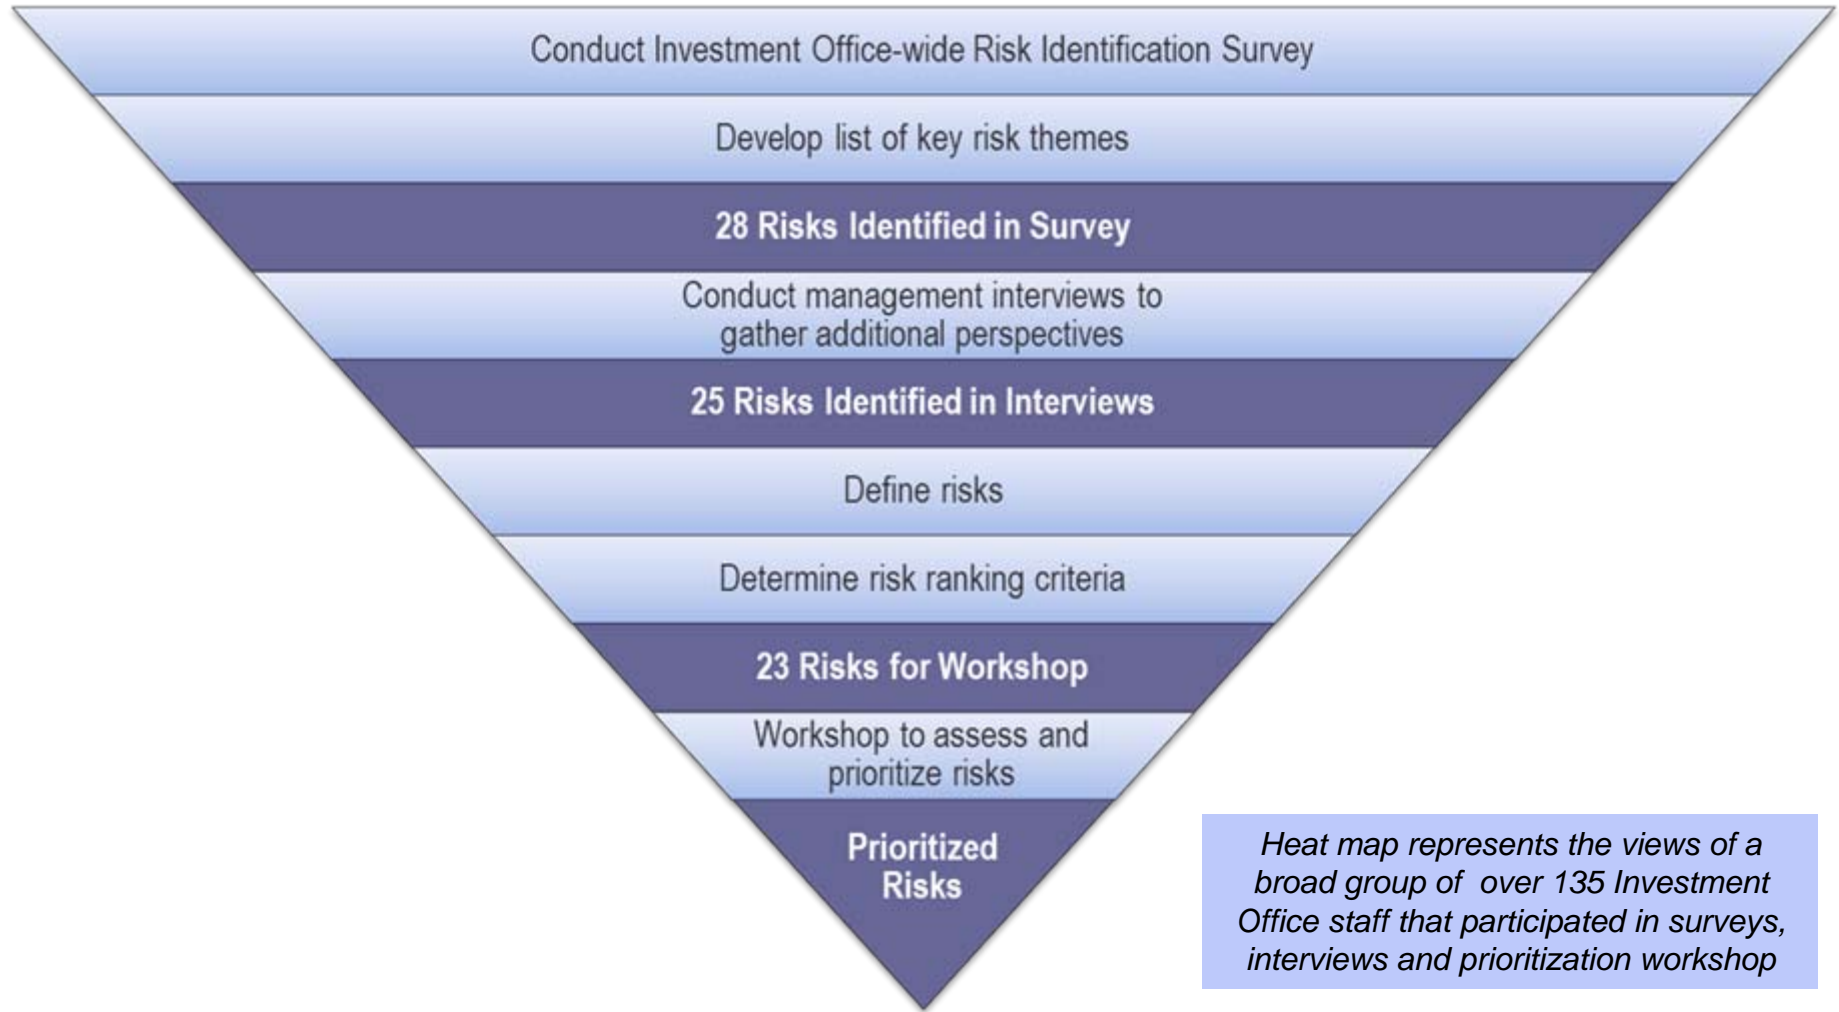 Conduct Investment Office-wide Risk Identification Survey
Develop list of key risk themes
28 Risks Identified in Survey
Conduct management interviews to
gather additional perspectives
25 Risks Identified in Interviews
Define risks
Determine risk ranking criteria
23 Risks for Workshop
Workshop to assess and
prioritize risks
Prioritized
Risks
Heat map represents the views of a
broad group of over 135 Investment
Office staff that participated in surveys,
interviews and prioritization workshop